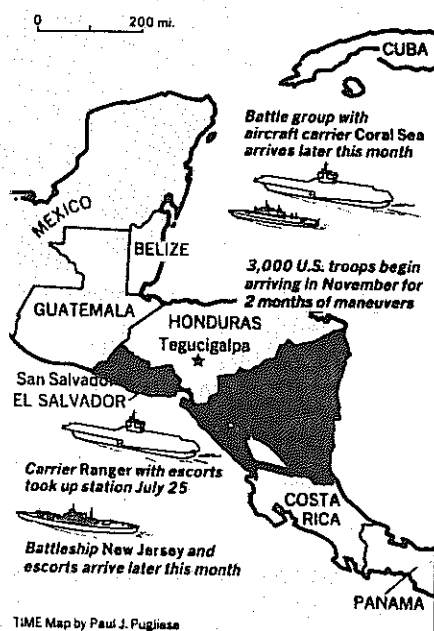 0 200 mi.
CUBA
Battle group with
aircraft carrier Coral Sea
arrives later this month
MEXICO
BELIZE
3,000 U.S. troops begin
arriving in November for
2 months of maneuvers
GUATEMALA
HONDURAS
Tegucigalpa
San Salvador
EL SALVADOR
Carrier Ranger with escorts
took up station July 25
COSTA
RICA
Battleship New Jersey and
escorts arrive later this month
PANAMA
TIME Map by Paul J. Pugliese